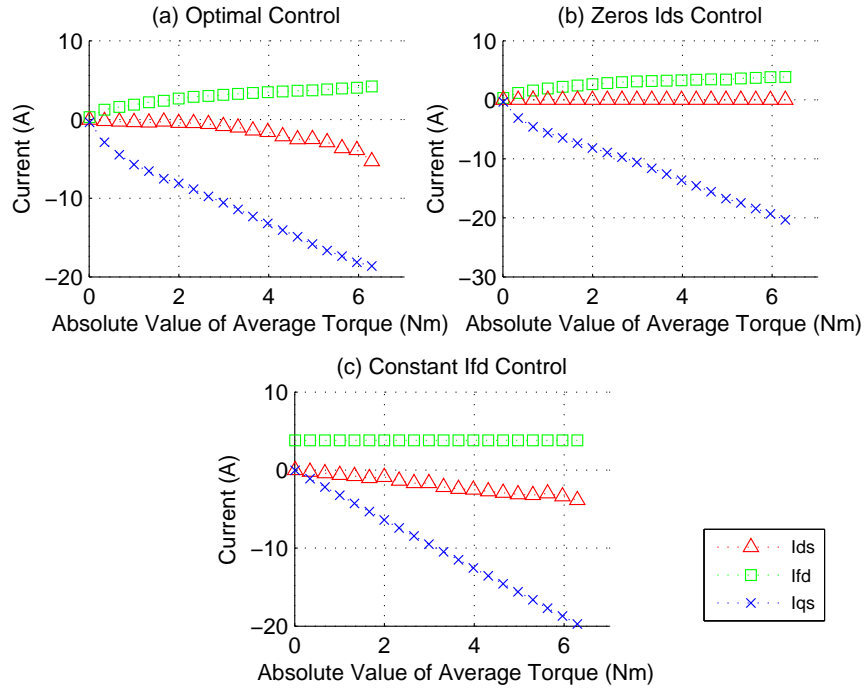 (a) Optimal Control
10
0
−10
−20
Current (A)
0
2
4
6
Absolute Value of Average Torque (Nm)
(b) Zeros Ids Control
10
0
−10
−20
−30
Current (A)
0
2
4
6
Absolute Value of Average Torque (Nm)
(c) Constant Ifd Control
10
0
−10
−20
Current (A)
0
2
4
6
Absolute Value of Average Torque (Nm)
Ids
Ifd
Iqs